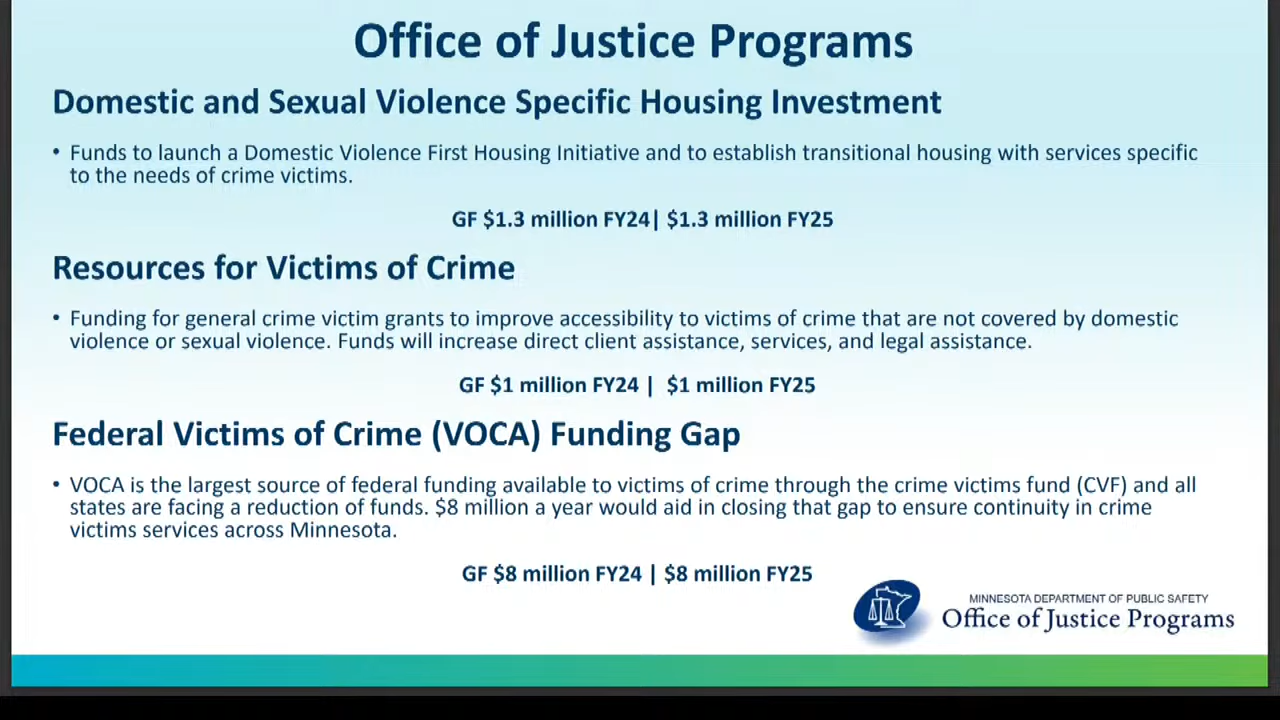 Office of Justice Programs
Domestic and Sexual Violence Specific Housing Investment
• Funds to launch a Domestic Violence First Housing Initiative and to establish transitional housing with services specific
to the needs of crime victims.
GF $1.3 million FY24| $1.3 million FY25
Resources for Victims of Crime
• Funding for general crime victim grants to improve accessibility to victims of crime that are not covered by domestic
violence or sexual violence. Funds will increase direct client assistance, services, and legal assistance.
GF $1 million FY24 | $1 million FY25
Federal Victims of Crime (VOCA) Funding Gap
• VOCA is the largest source of federal funding available to victims of crime through the crime victims fund (CVF) and all
states are facing a reduction of funds. $8 million a year would aid in closing that gap to ensure continuity in crime
victims services across Minnesota.
GF $8 million FY24 | $8 million FY25
MINNESOTA DEPARTMENT OF PUBLIC SAFETY
Office of Justice Programs